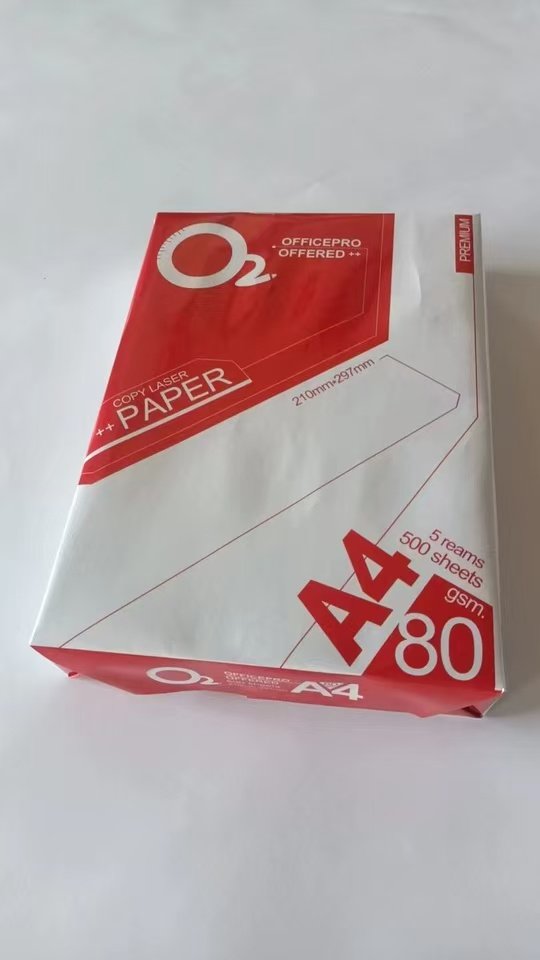 O2
OFFICEPRO
OFFERED ++
PREMIUM
COPY LASER
++ PAPER
210mm*297mm
A4
5 reams
500 sheets
gsm.
80
O2
OFFICEPRO
OFFERED
A4